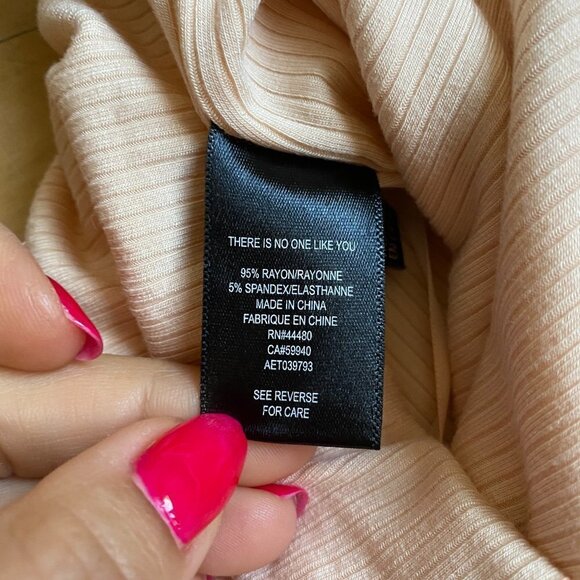 THERE IS NO ONE LIKE YOU
95% RAYON/RAYONNE
5% SPANDEX/ELASTHANNE
MADE IN CHINA
FABRIQUE EN CHINE
RN#44480
CA#59940
AET039793
SEE REVERSE
FOR CARE